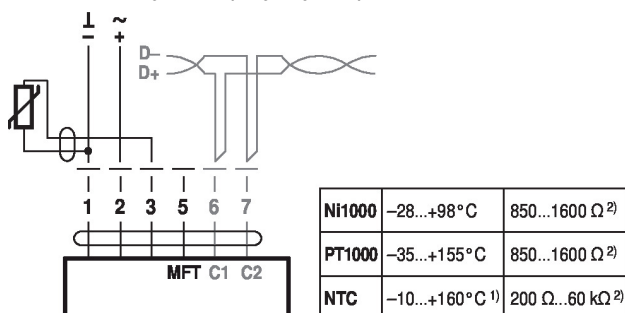 ⊥ ~
– +
D–
D+
1 2 3 5 6 7
MFT C1 C2
Ni1000 –28...+98°C 850...1600 Ω 2)
PT1000 –35...+155°C 850...1600 Ω 2)
NTC –10...+160°C 1) 200 Ω...60 kΩ 2)